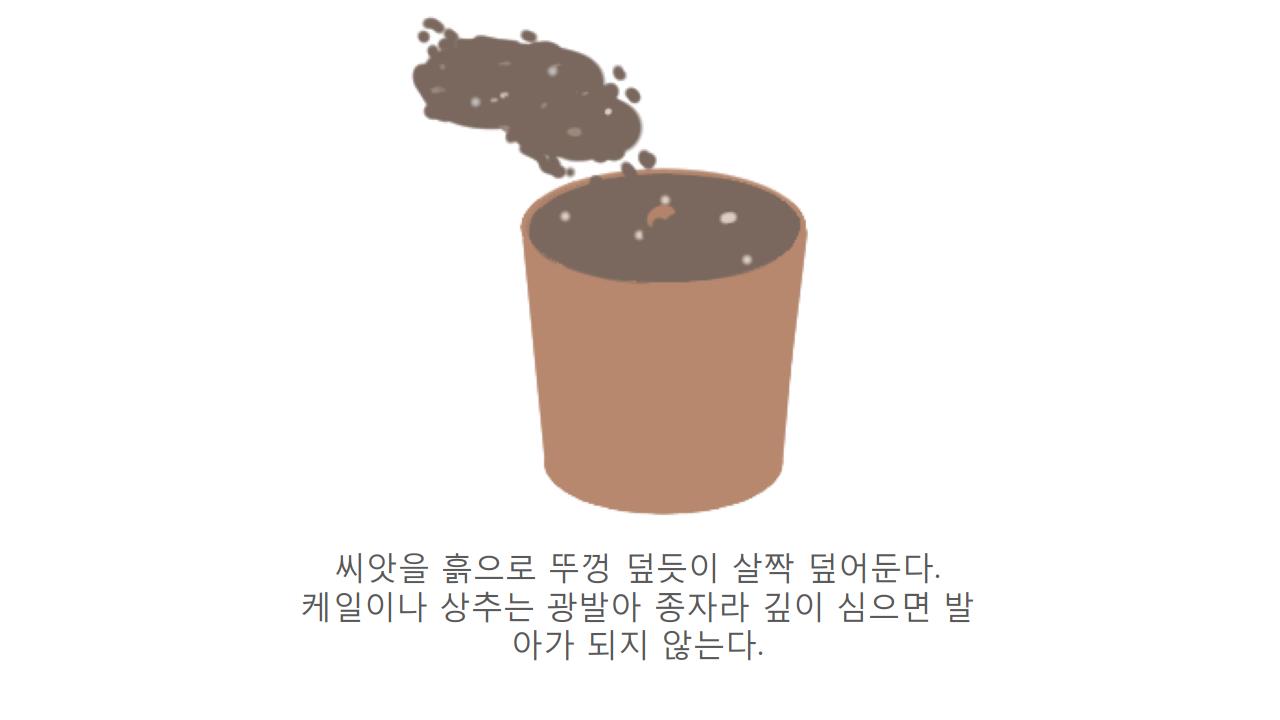 씨앗을 흙으로 뚜껑 덮듯이 살짝 덮어둔다.
케일이나 상추는 광발아 종자라 깊이 심으면 발
아가 되지 않는다.